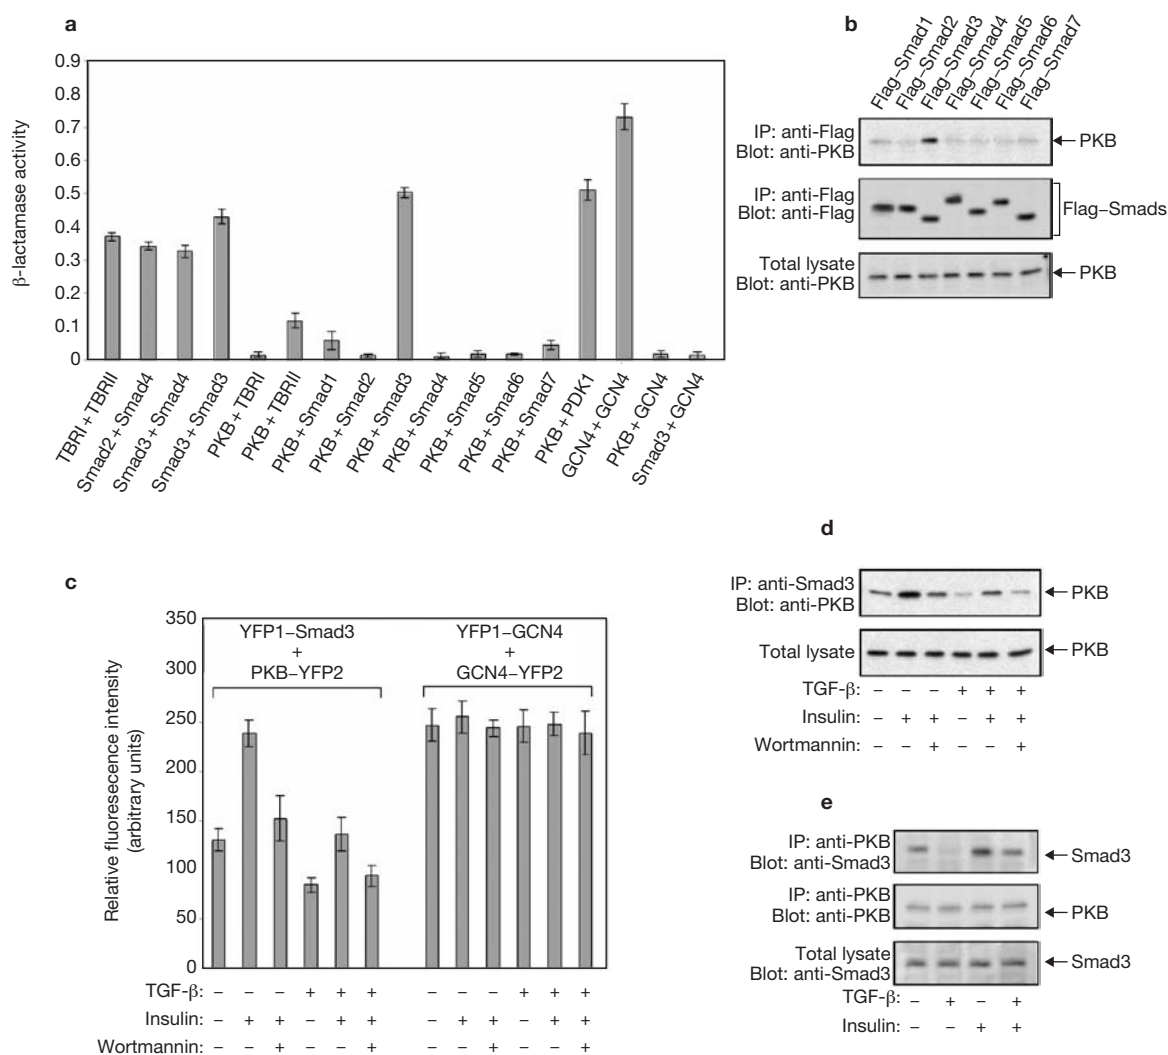 a
β-lactamase activity
0.9
0.8
0.7
0.6
0.5
0.4
0.3
0.2
0.1
0
TBRI + TBRII
Smad2 + Smad4
Smad3 + Smad4
Smad3 + Smad3
PKB + TBRI
PKB + TBRII
PKB + Smad1
PKB + Smad2
PKB + Smad3
PKB + Smad4
PKB + Smad5
PKB + Smad6
PKB + Smad7
PKB + PDK1
GCN4 + GCN4
PKB + GCN4
Smad3 + GCN4
b
Flag–Smad1
Flag–Smad2
Flag–Smad3
Flag–Smad4
Flag–Smad5
Flag–Smad6
Flag–Smad7
IP: anti-Flag
Blot: anti-PKB
PKB
IP: anti-Flag
Blot: anti-Flag
Flag–Smads
Total lysate
Blot: anti-PKB
PKB
c
Relative fluoresecence intensity
(arbitrary units)
350
300
250
200
150
100
50
0
YFP1–Smad3
+
PKB–YFP2
YFP1–GCN4
+
GCN4–YFP2
TGF-β: – – – + + + – – – + + +
Insulin: – + + – + + – + + – + +
Wortmannin: – – + – – + – – + – – +
d
IP: anti-Smad3
Blot: anti-PKB
PKB
Total lysate
PKB
TGF-β: – – – + + +
Insulin: – + + – + +
Wortmannin: – – + – – +
e
IP: anti-PKB
Blot: anti-Smad3
Smad3
IP: anti-PKB
Blot: anti-PKB
PKB
Total lysate
Blot: anti-Smad3
Smad3
TGF-β: – + – +
Insulin: – – + +